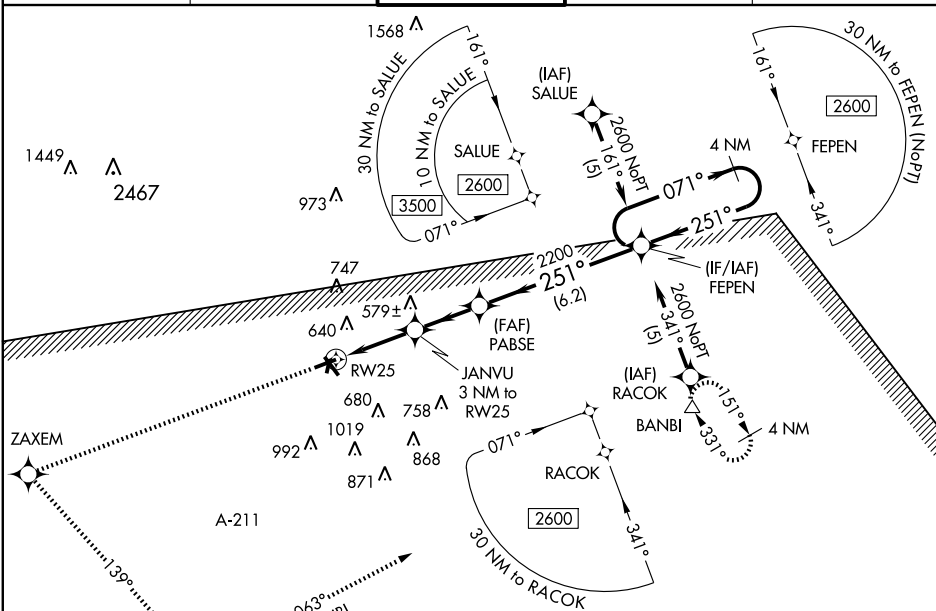 1568
30 NM to SALUE
161°
10 NM to SALUE
SALUE
2600
3500
071°
(IAF)
SALUE
2600 NoPT
161°
(5)
4 NM
071°
251°
30 NM to FEPEN (NoPT)
161°
2600
FEPEN
341°
1449
2467
973
747
2200
251°
(6.2)
(IF/IAF)
FEPEN
579±
640
(FAF)
PABSE
RW25
JANVU
3 NM to
RW25
2600 NoPT
341°
(5)
(IAF)
RACOK
BANBI
151°
331°
4 NM
680
758
1019
992
868
871
ZAXEM
A-211
071°
RACOK
2600
341°
30 NM to RACOK
139°
063°